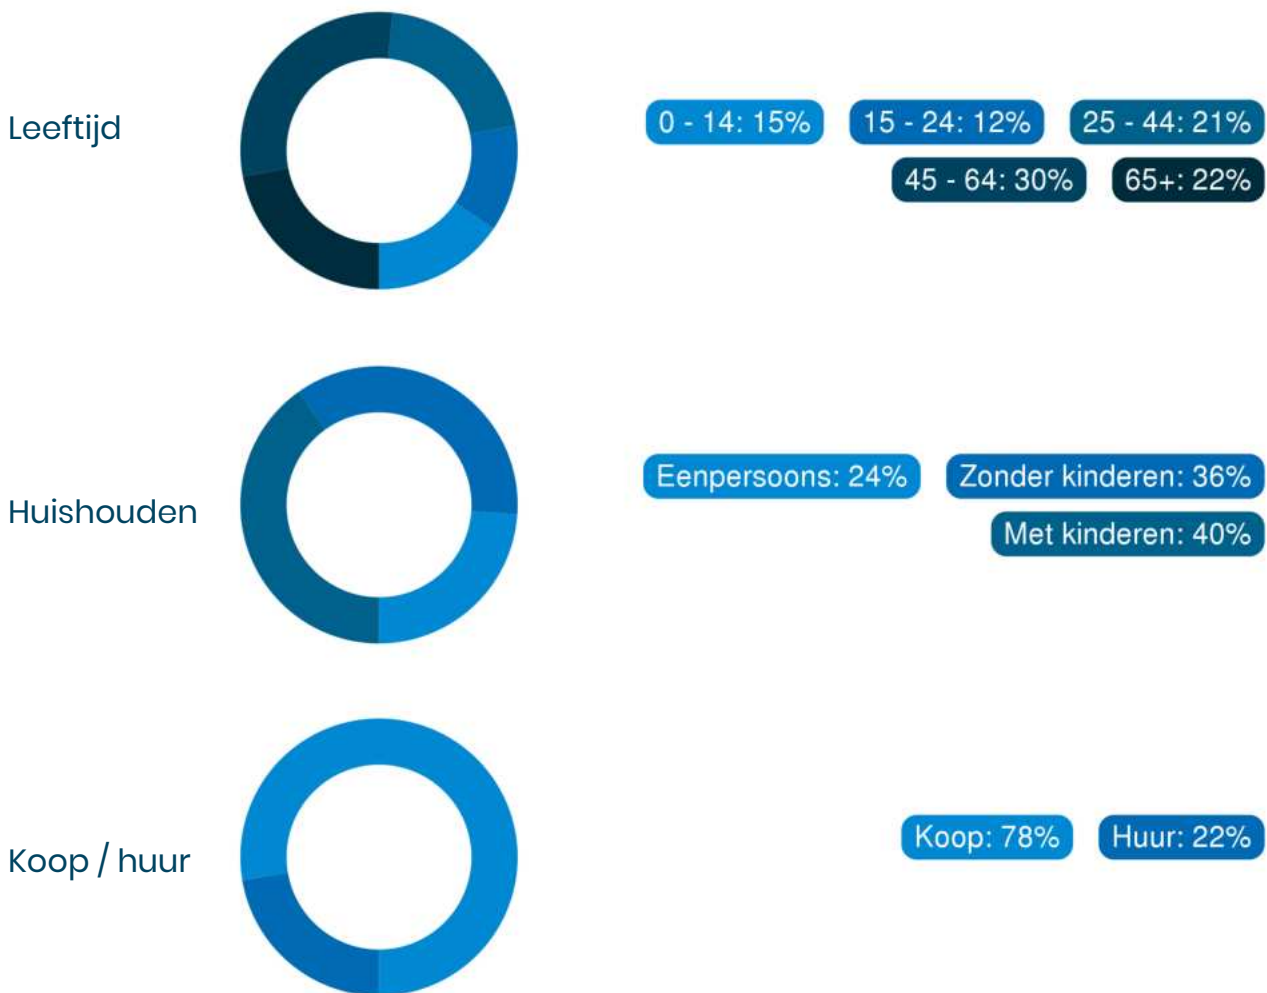 Leeftijd
0 - 14: 15% 15 - 24: 12% 25 - 44: 21%
45 - 64: 30% 65+: 22%
Huishouden
Eenpersoons: 24% Zonder kinderen: 36%
Met kinderen: 40%
Koop / huur
Koop: 78% Huur: 22%